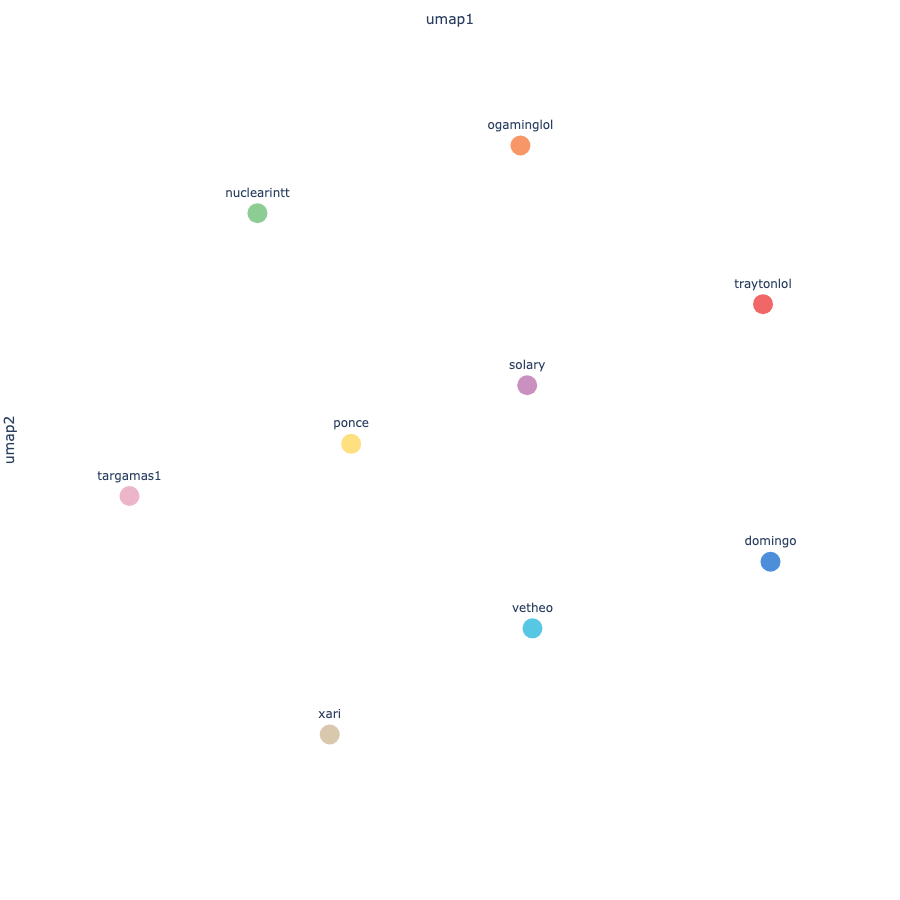 umap1
ogaminglol
nuclearintt
traytonlol
solary
ponce
umap2
targamas1
domingo
vetheo
xari